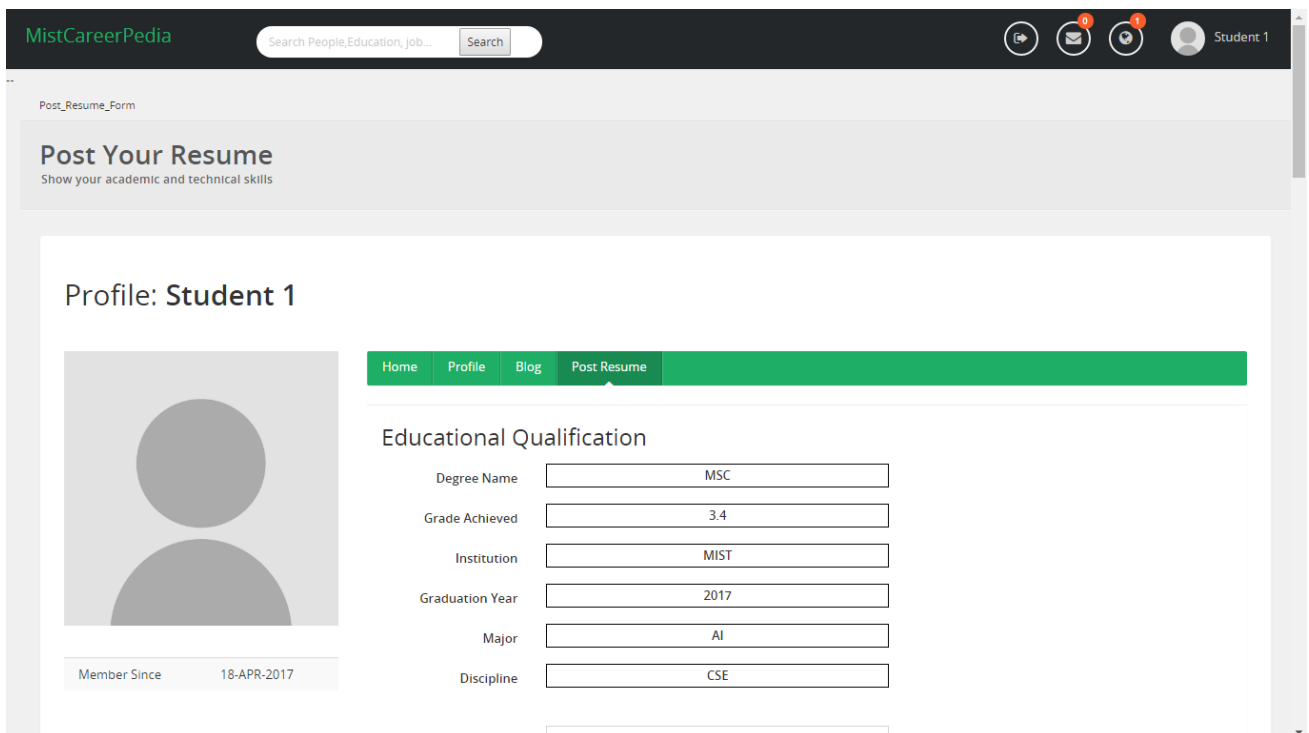 MistCareerPedia
Search People,Education, job...
Search
0
1
Student 1
--
Post_Resume_Form
Post Your Resume
Show your academic and technical skills
Profile: Student 1
Home Profile Blog Post Resume
Educational Qualification
Degree Name MSC
Grade Achieved 3.4
Institution MIST
Graduation Year 2017
Major AI
Discipline CSE
Member Since 18-APR-2017